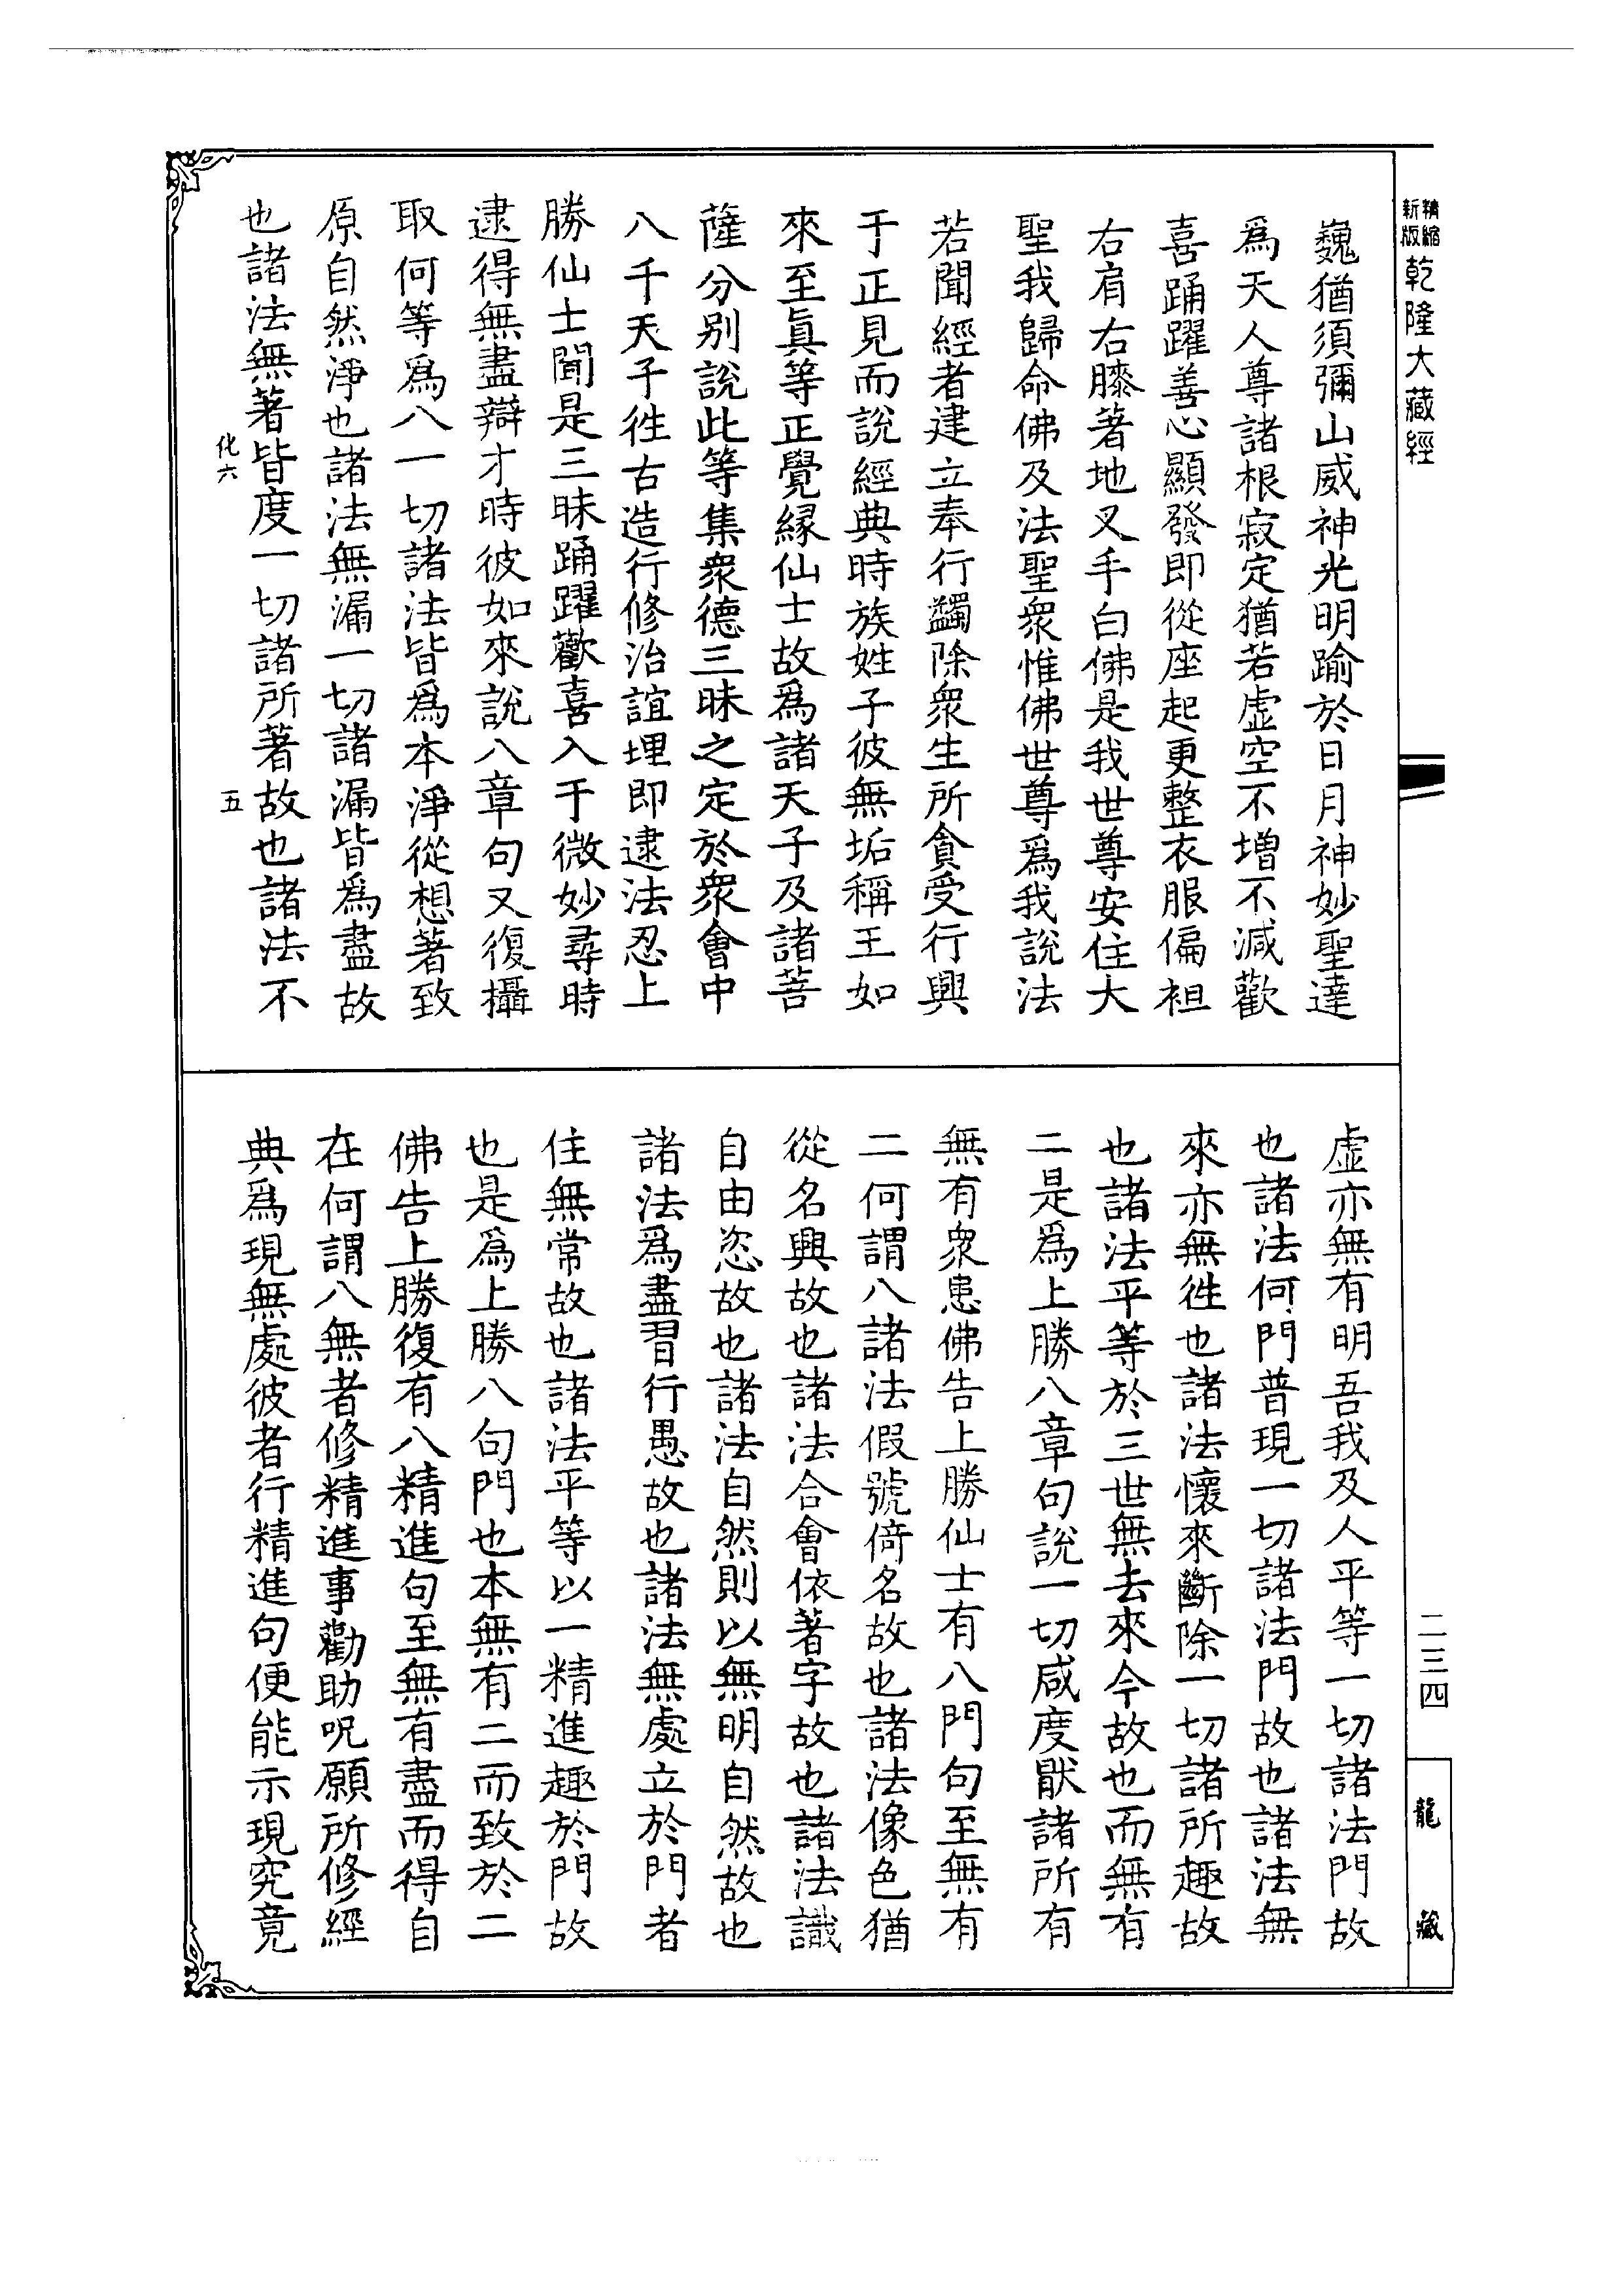 精縮
新版
乾隆大藏經
巍猶須彌山威神光明踰於日月神妙聖達
爲天人尊諸根寂定猶若虛空不增不減歡
喜踊躍善心顯發即從座起更整衣服偏袒
右肩右膝著地叉手白佛是我世尊安住大
聖我歸命佛及法聖衆惟佛世尊爲我說法
若聞經者建立奉行蠲除衆生所貪受行興
于正見而說經典時族姓子彼無垢稱王如
來至眞等正覺緣仙士故爲諸天子及諸菩
薩分别說此等集衆德三昧之定於衆會中
八千天子徃古造行修治誼理即逮法忍上
勝仙士聞是三昧踊躍歡喜入于微妙尋時
逮得無盡辯才時彼如來說八章句又復攝
取何等爲八一切諸法皆爲本淨從想著致
原自然淨也諸法無漏一切諸漏皆爲盡故
也諸法無著皆度一切諸所著故也諸法不
化六
五
虛亦無有明吾我及人平等一切諸法門故
也諸法何門普現一切諸法門故也諸法無
來亦無徃也諸法懷來斷除一切諸所趣故
也諸法平等於三世無去來今故也而無有
二是爲上勝八章句說一切咸度猒諸所有
無有衆患佛告上勝仙士有八門句至無有
二何謂八諸法假號倚名故也諸法像色猶
從名興故也諸法合會依著字故也諸法識
自由恣故也諸法自然則以無明自然故也
諸法爲盡習行愚故也諸法無處立於門者
住無常故也諸法平等以一精進趣於門故
也是爲上勝八句門也本無有二而致於二
佛告上勝復有八精進句至無有盡而得自
在何謂八無者修精進事勸助呪願所修經
典爲現無處彼者行精進句便能示現究竟
二三四
龍藏